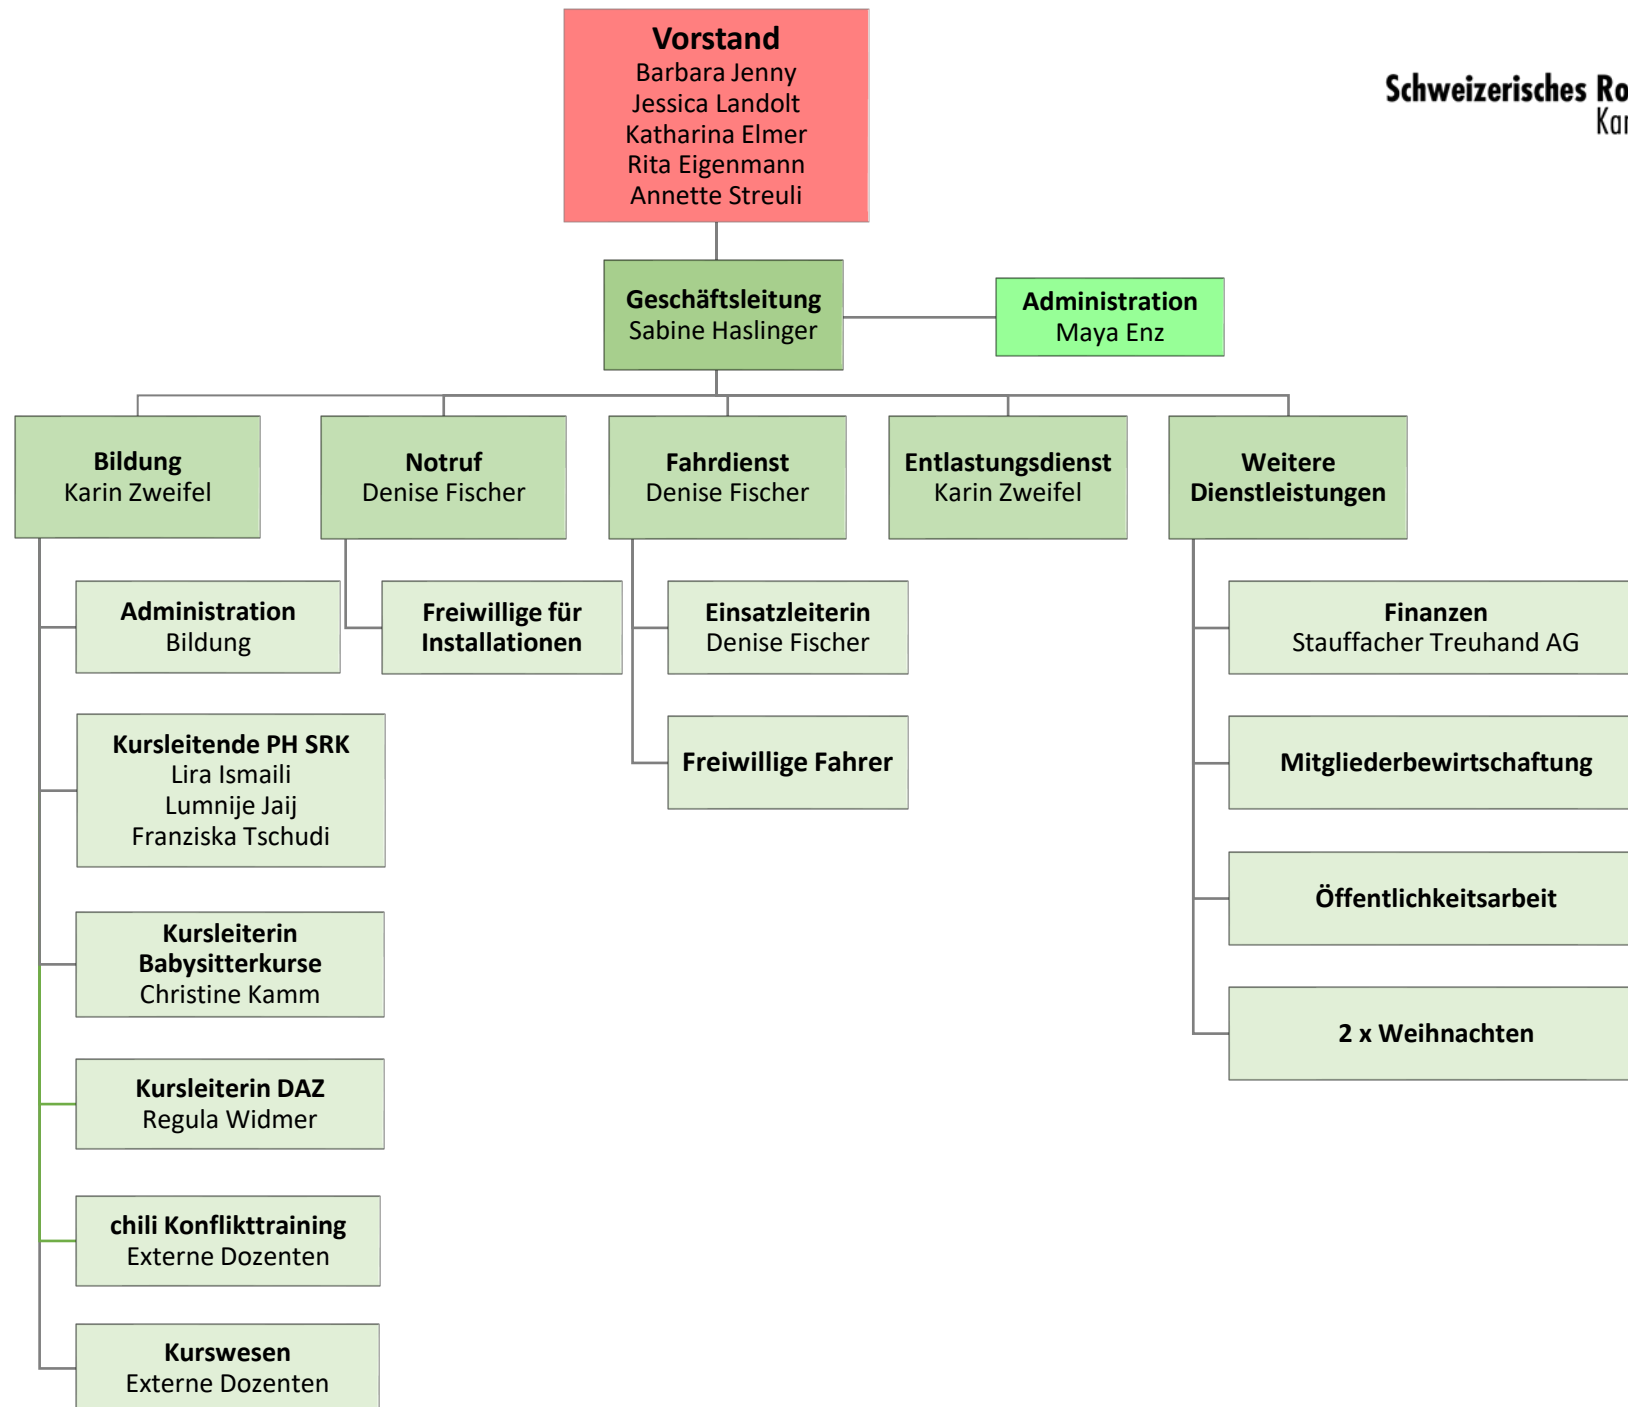 Vorstand
Barbara Jenny
Jessica Landolt
Katharina Elmer
Rita Eigenmann
Annette Streuli
Schweizerisches
Geschäftsleitung
Sabine Haslinger
Administration
Maya Enz
Bildung
Karin Zweifel
Notruf
Denise Fischer
Fahrdienst
Denise Fischer
Entlastungsdienst
Karin Zweifel
Weitere
Dienstleistungen
Administration
Bildung
Kursleitende PH SRK
Lira Ismaili
Lumnije Jaij
Franziska Tschudi
Kursleiterin
Babysitterkurse
Christine Kamm
Kursleiterin DAZ
Regula Widmer
chili Konflikttraining
Externe Dozenten
Kurswesen
Externe Dozenten
Freiwillige für
Installationen
Einsatzleiterin
Denise Fischer
Freiwillige Fahrer
Finanzen
Stauffacher Treuhand AG
Mitgliederbewirtschaftung
Öffentlichkeitsarbeit
2 x Weihnachten